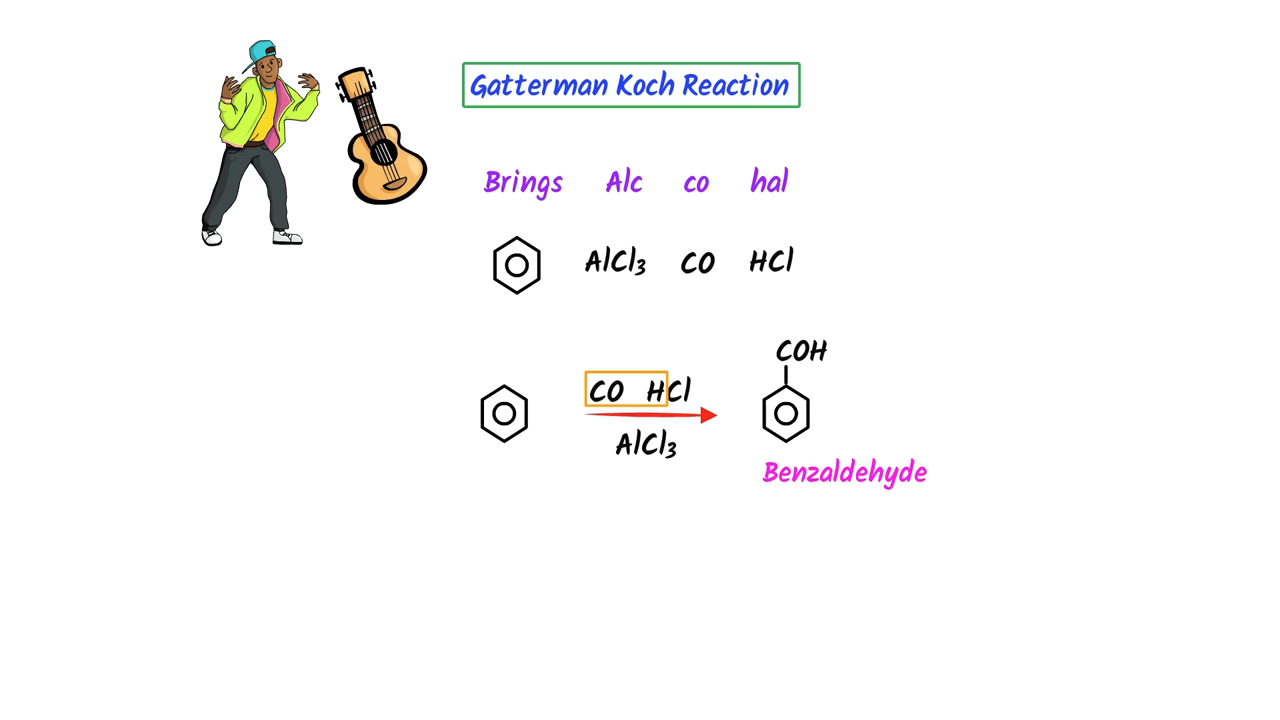 Gatterman Koch Reaction
Brings Alc co hal
AlCl₃ CO HCl
COH
CO HCl
AlCl₃
Benzaldehyde